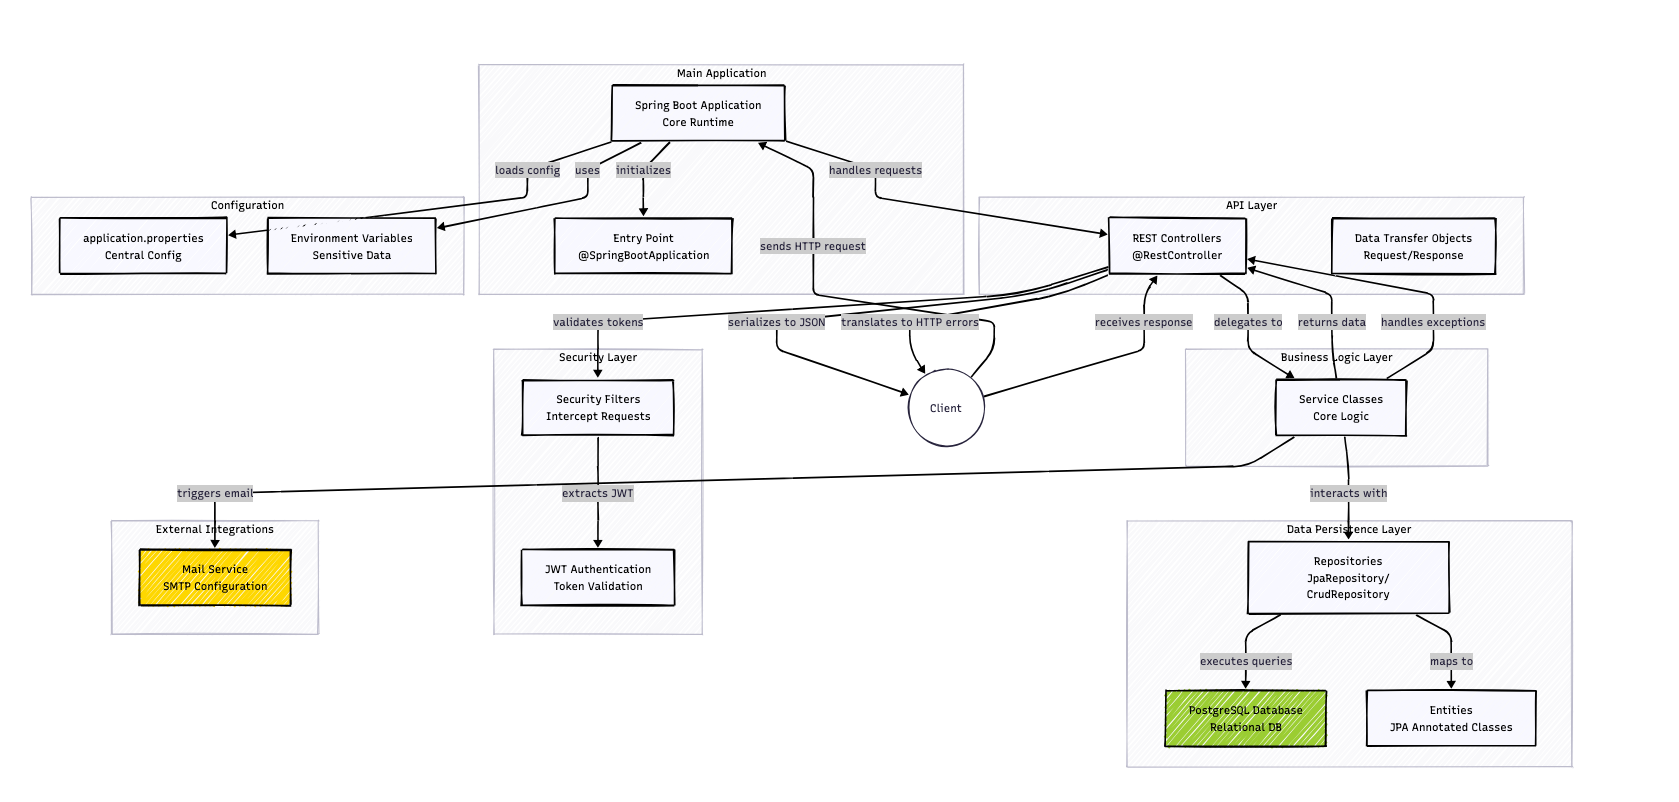 Main Application
Spring Boot Application
Core Runtime
loads config
uses
initializes
handles requests
Configuration
application.properties
Central Config
Environment Variables
Sensitive Data
Entry Point
@SpringBootApplication
sends HTTP request
API Layer
REST Controllers
@RestController
Data Transfer Objects
Request/Response
validates tokens
serializes to JSON
translates to HTTP errors
receives response
delegates to
returns data
handles exceptions
Security Layer
Security Filters
Intercept Requests
Client
Business Logic Layer
Service Classes
Core Logic
triggers email
extracts JWT
interacts with
External Integrations
Mail Service
SMTP Configuration
JWT Authentication
Token Validation
Data Persistence Layer
Repositories
JpaRepository/
CrudRepository
executes queries
maps to
PostgreSQL Database
Relational DB
Entities
JPA Annotated Classes